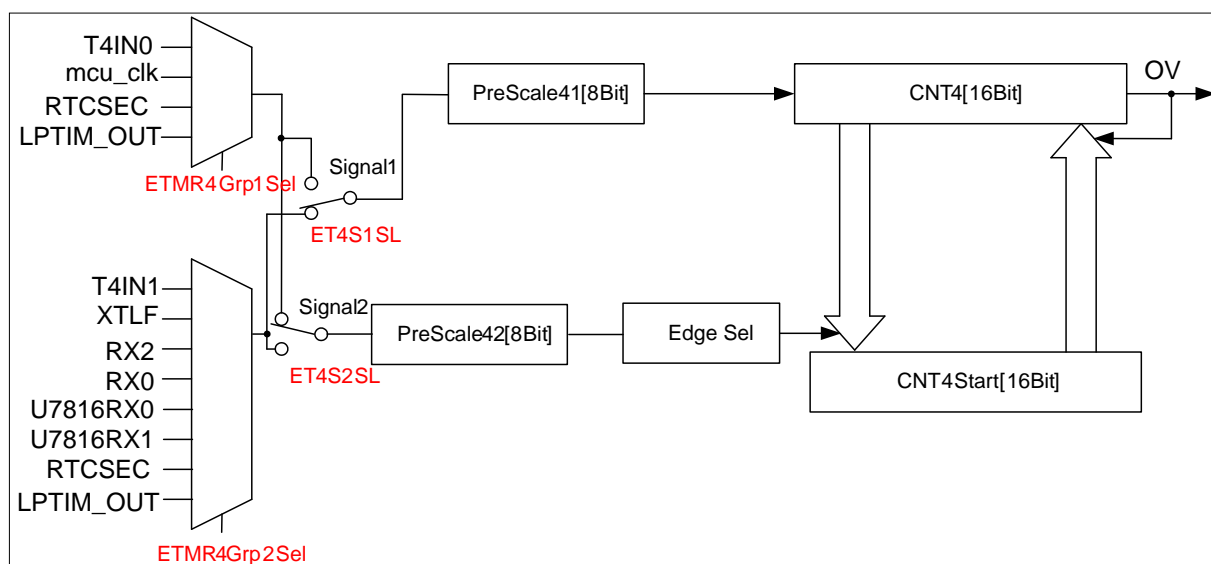 T4IN0
mcu_clk
RTCSEC
LPTIM_OUT
ETMR4Grp1Sel
Signal1
ET4S1SL
PreScale41[8Bit]
CNT4[16Bit]
OV
T4IN1
XTLF
RX2
RX0
U7816RX0
U7816RX1
RTCSEC
LPTIM_OUT
ETMR4Grp2Sel
Signal2
ET4S2SL
PreScale42[8Bit]
Edge Sel
CNT4Start[16Bit]